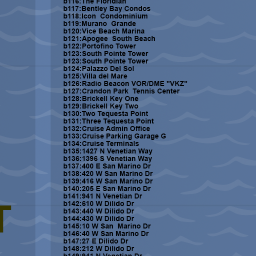 b116:The Floridian
b117:Bentley Bay Condos
b118:Icon  Condominium
b119:Murano  Grande
b120:Vice Beach Marina
b121:Apogee  South Beach
b122:Portofino Tower
b123:South Pointe Tower
b123:South Pointe Tower
b124:Palazzo Del Sol
b125:Villa del Mare
b126:Radio Beacon VOR/DME "VKZ"
b127:Crandon Park  Tennis Center
b128:Brickell Key One
b129:Brickell Key Two
b130:Two Tequesta Point
b131:Three Tequesta Point
b132:Cruise Admin Office
b133:Cruise Parking Garage G
b134:Cruise Terminals
b135:1427 N Venetian Way
b136:1396 S Venetian Way
b137:400 E San Marino Dr
b138:420 W San Marino Dr
b139:416 W San Marino Dr
b140:205 E San Marino Dr
b141:941 N Venetian Dr
b142:610 W Dilido Dr
b143:440 W Dilido Dr
b144:430 W Dilido Dr
b145:10 W San  Marino Dr
b146:40 W San Marino Dr
b147:27 E Dilido Dr
b148:212 W Dilido Dr
T